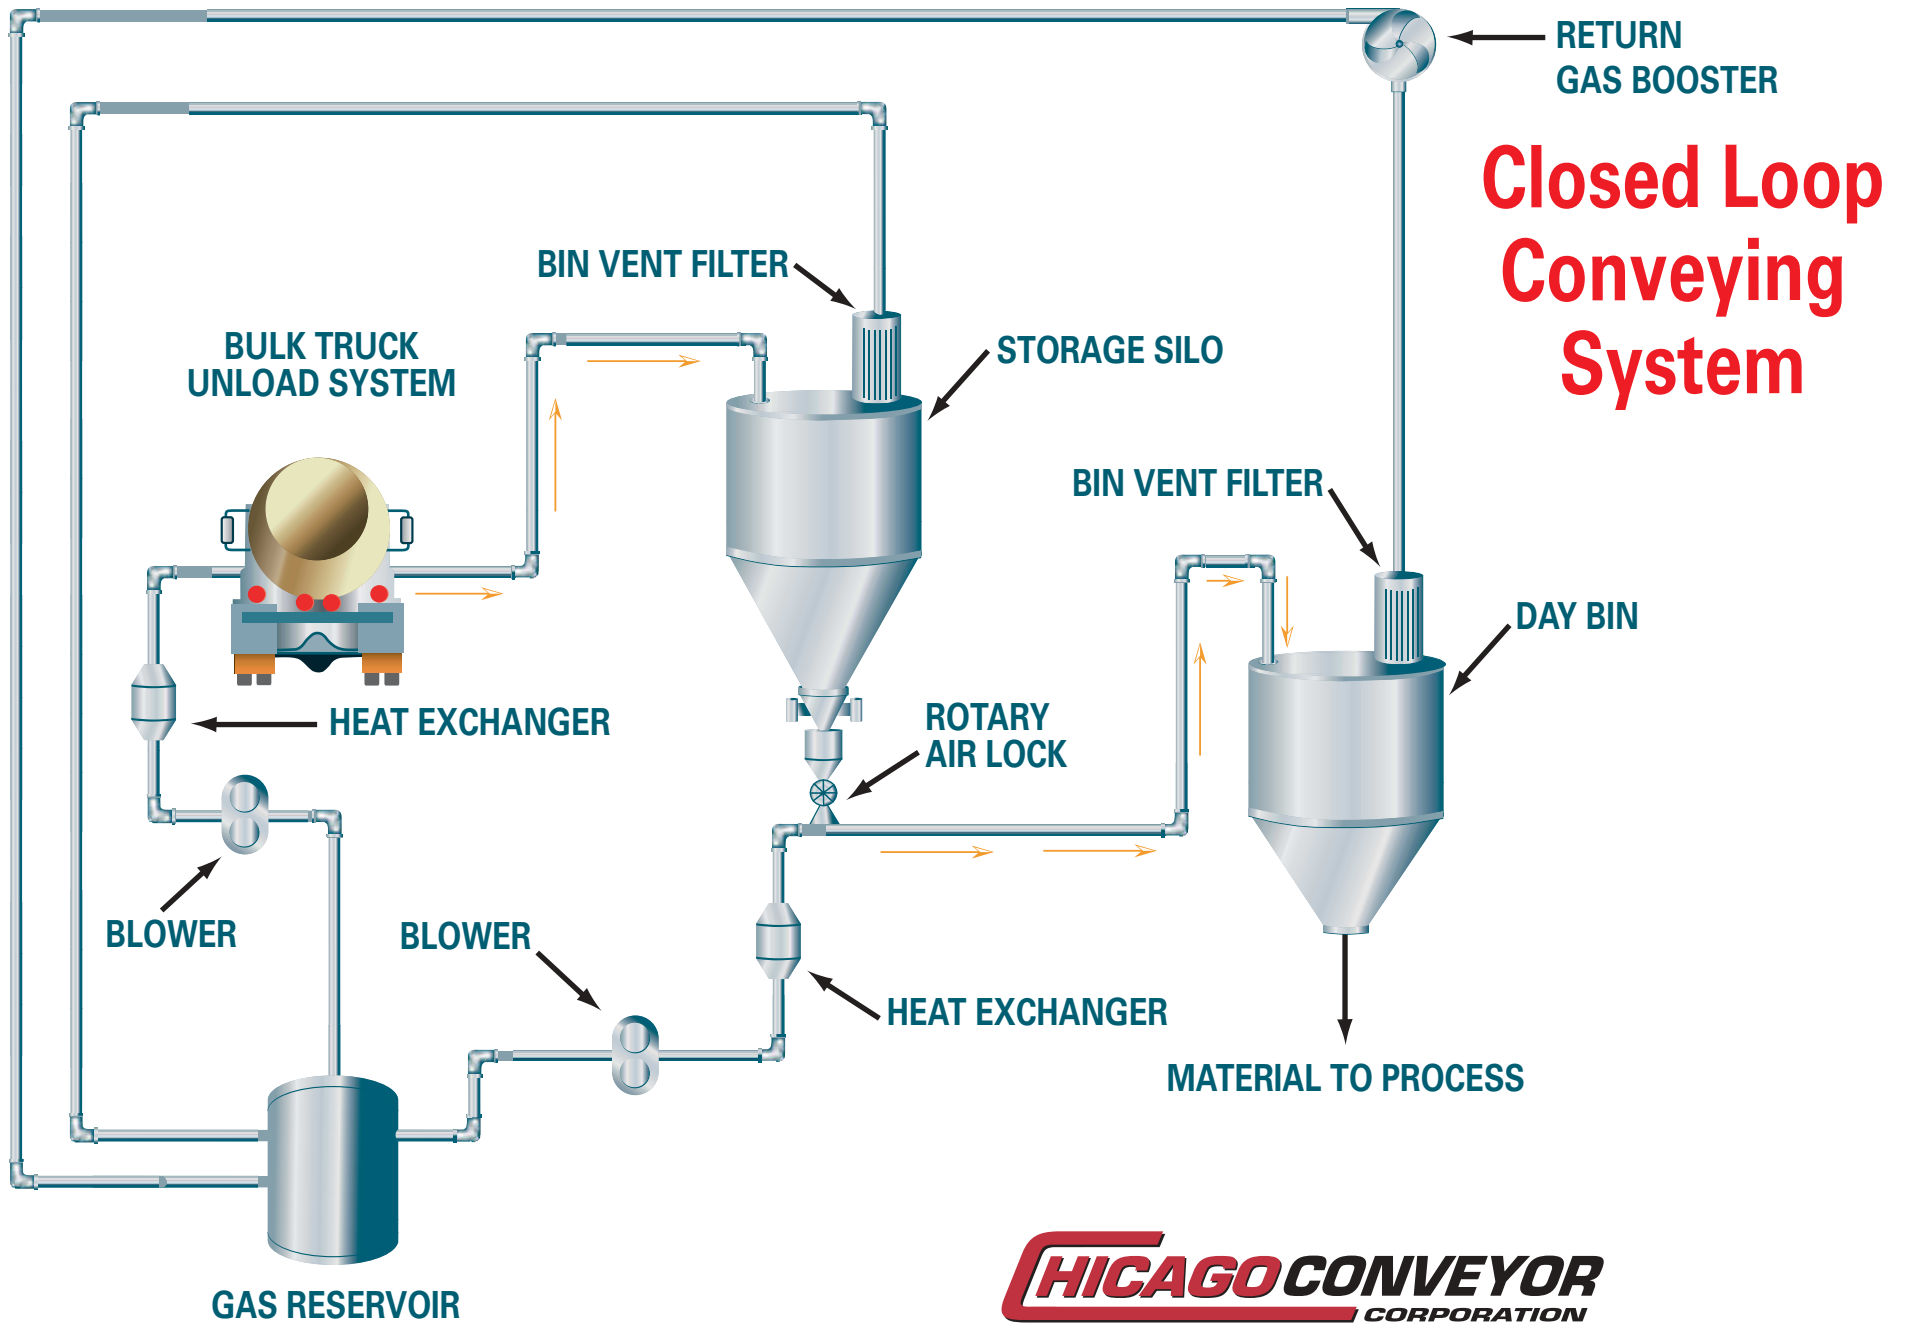 RETURN
GAS BOOSTER
Closed Loop
Conveying
System
BIN VENT FILTER
BULK TRUCK
UNLOAD SYSTEM
STORAGE SILO
BIN VENT FILTER
DAY BIN
HEAT EXCHANGER
ROTARY
AIR LOCK
BLOWER
BLOWER
HEAT EXCHANGER
MATERIAL TO PROCESS
GAS RESERVOIR
CHICAGO CONVEYOR
CORPORATION